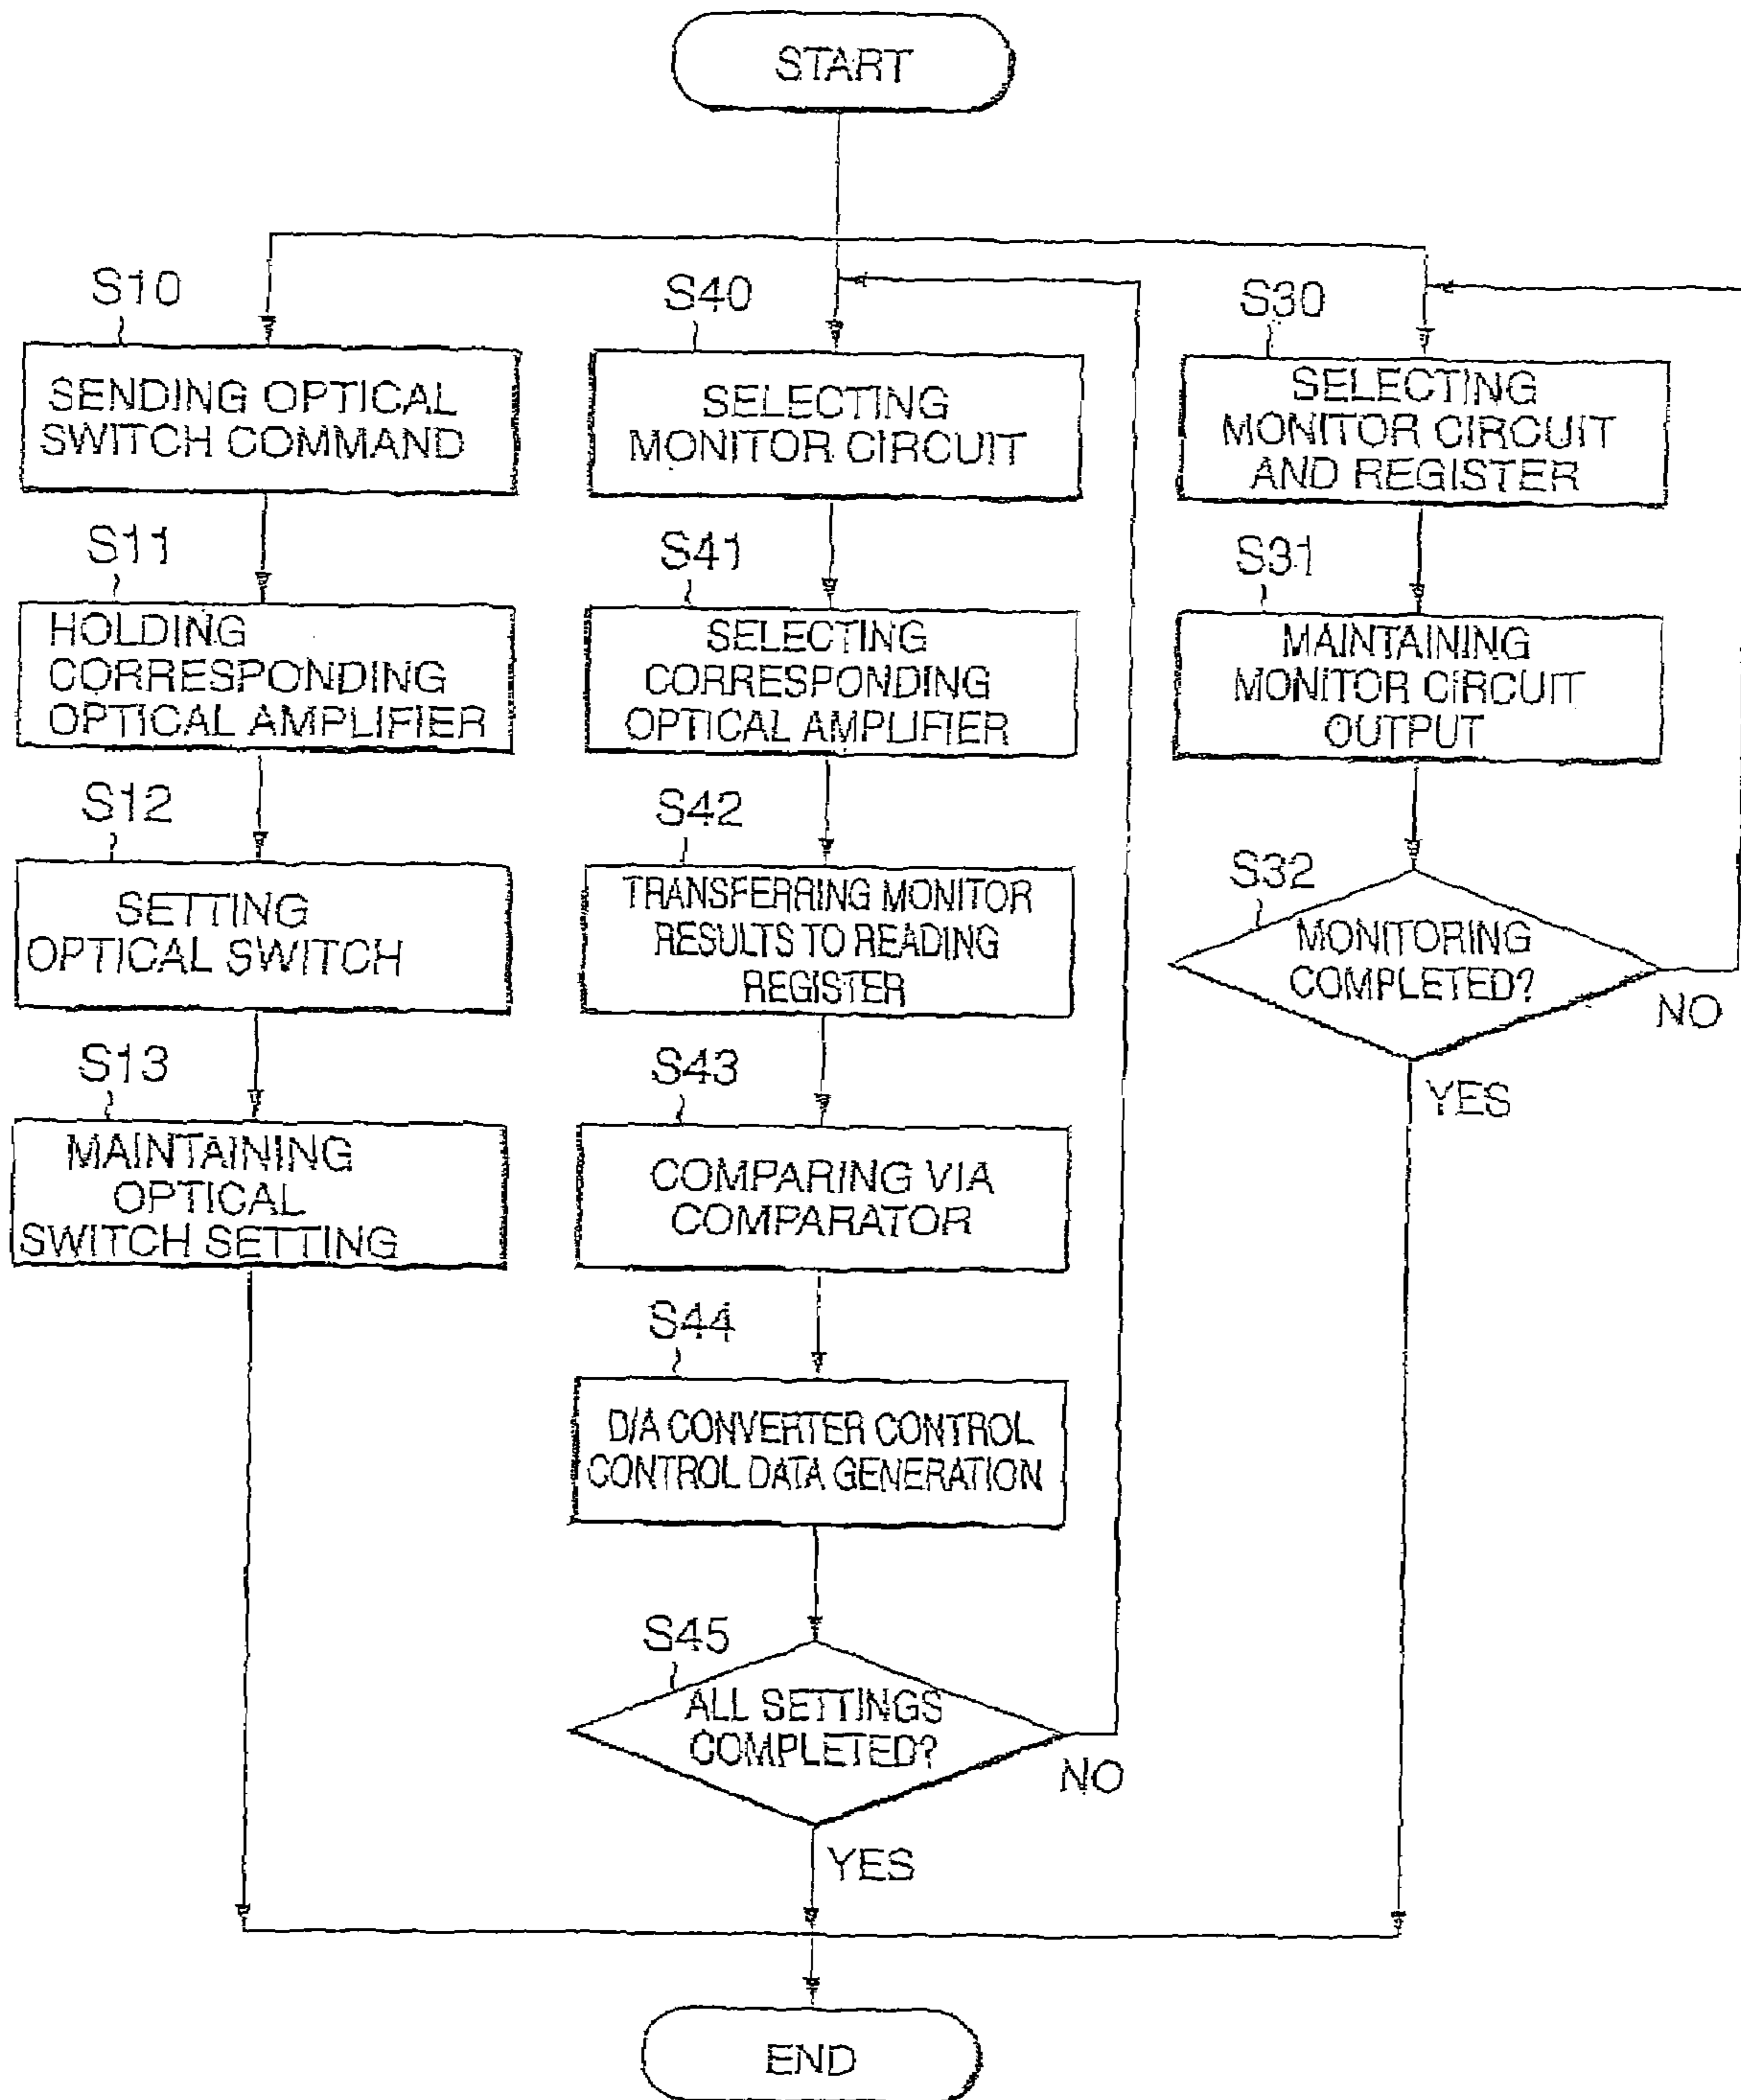 START
S10
SENDING OPTICAL
SWITCH COMMAND
S11
HOLDING
CORRESPONDING
OPTICAL AMPLIFIER
S12
SETTING
OPTICAL SWITCH
S13
MAINTAINING
OPTICAL
SWITCH SETTING
S40
SELECTING
MONITOR CIRCUIT
S41
SELECTING
CORRESPONDING
OPTICAL AMPLIFIER
S42
TRANSFERRING MONITOR
RESULTS TO READING
REGISTER
S43
COMPARING VIA
COMPARATOR
S44
D/A CONVERTER CONTROL
CONTROL DATA GENERATION
S45
ALL SETTINGS
COMPLETED?
NO
YES
S30
SELECTING
MONITOR CIRCUIT
AND REGISTER
S31
MAINTAINING
MONITOR CIRCUIT
OUTPUT
S32
MONITORING
COMPLETED?
NO
YES
END